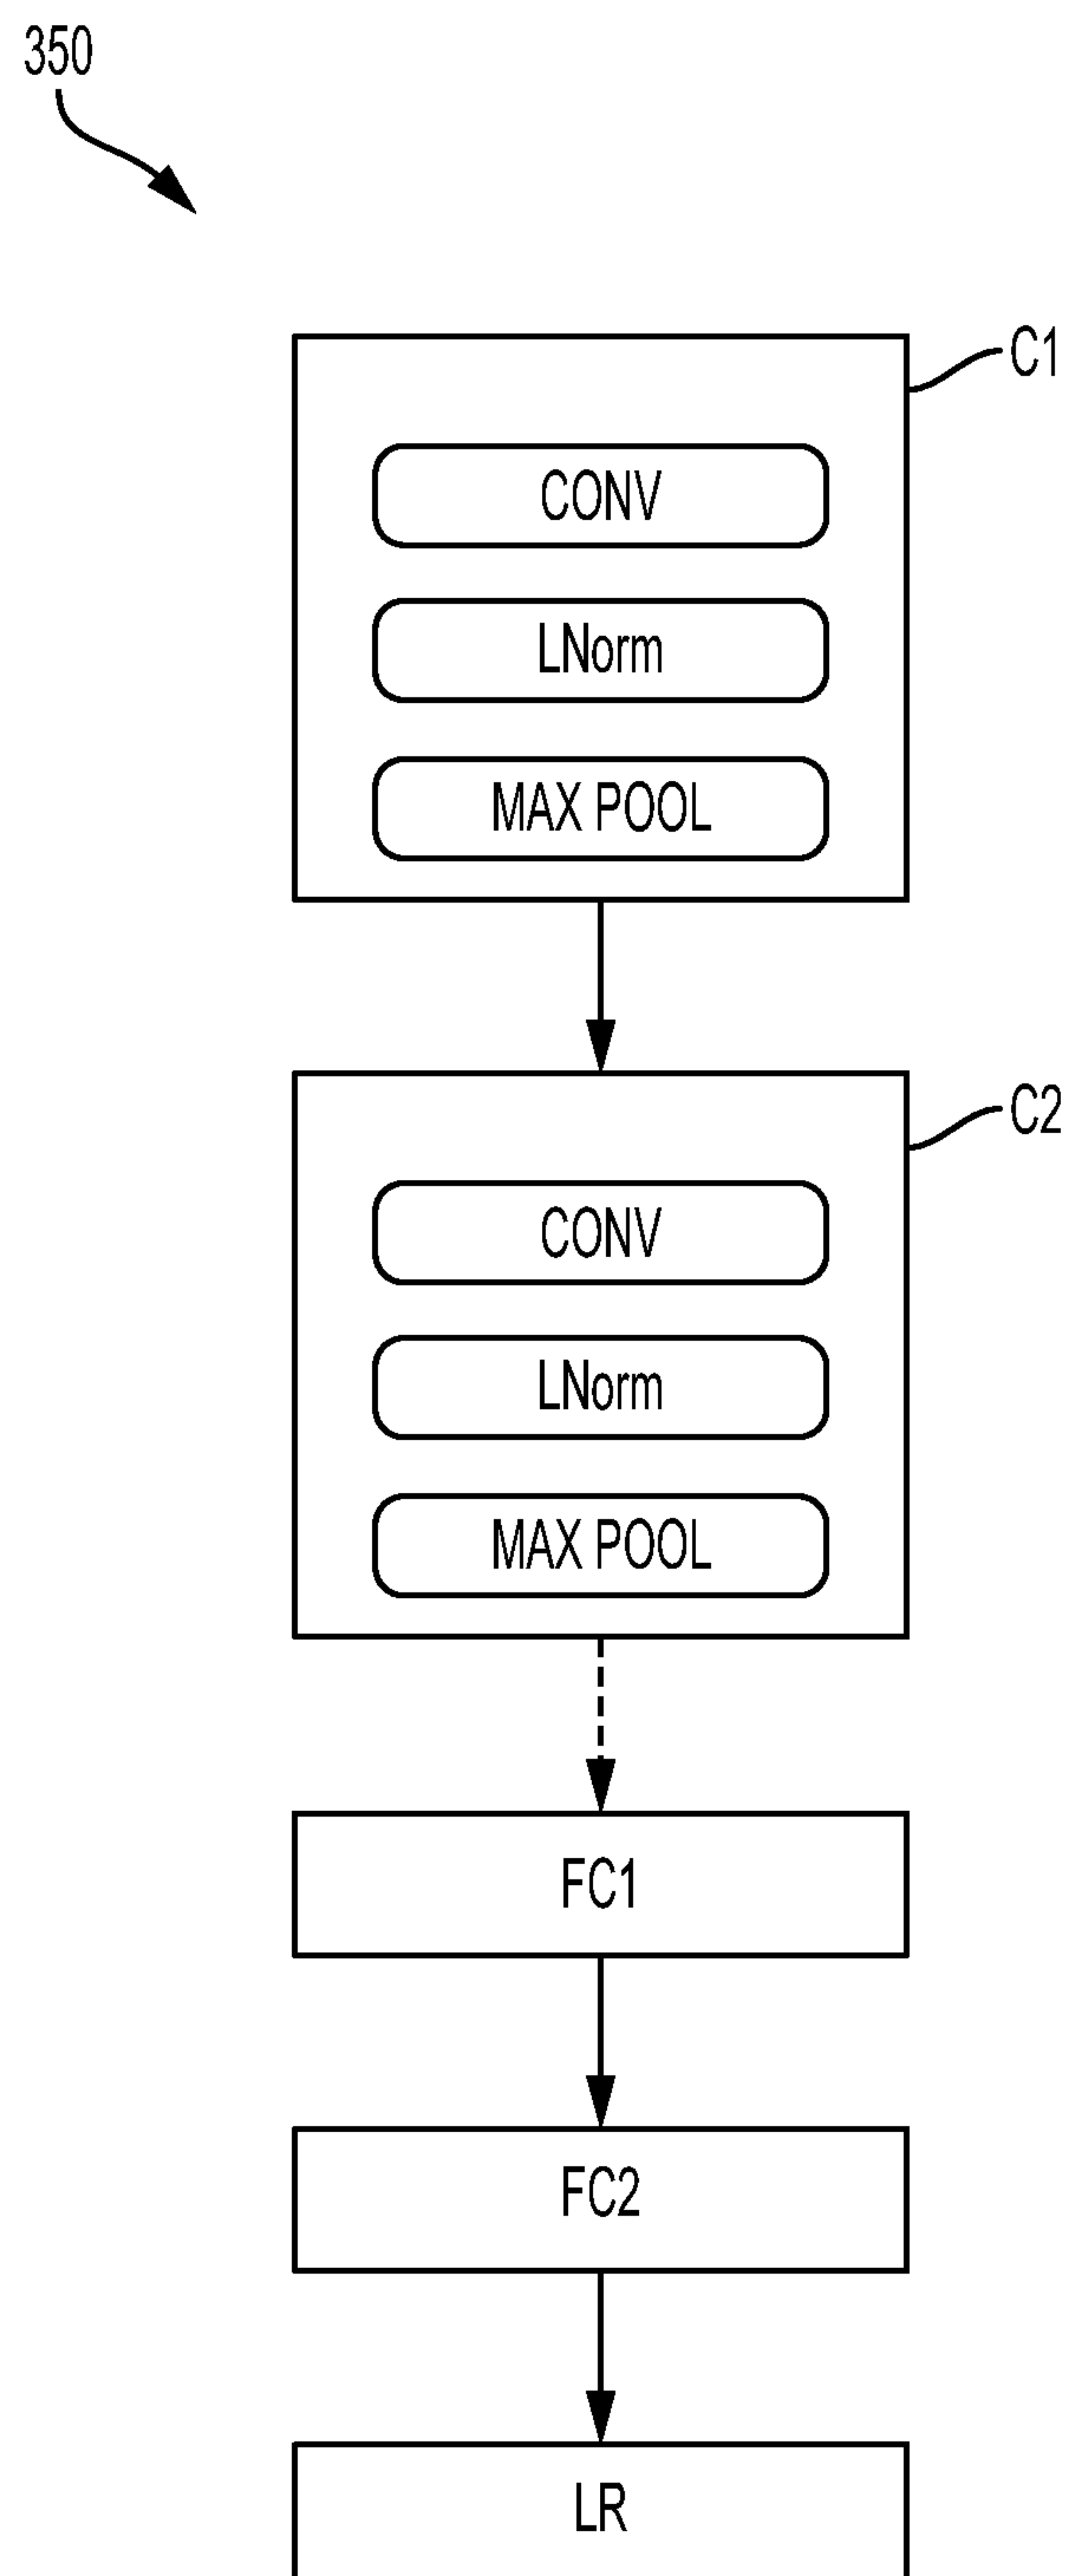 350
C1
CONV
LNorm
MAX POOL
C2
CONV
LNorm
MAX POOL
FC1
FC2
LR